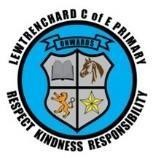 LEWTRENCHARD C of E PRIMARY
ONWARDS
RESPECT KINDNESS RESPONSIBILITY